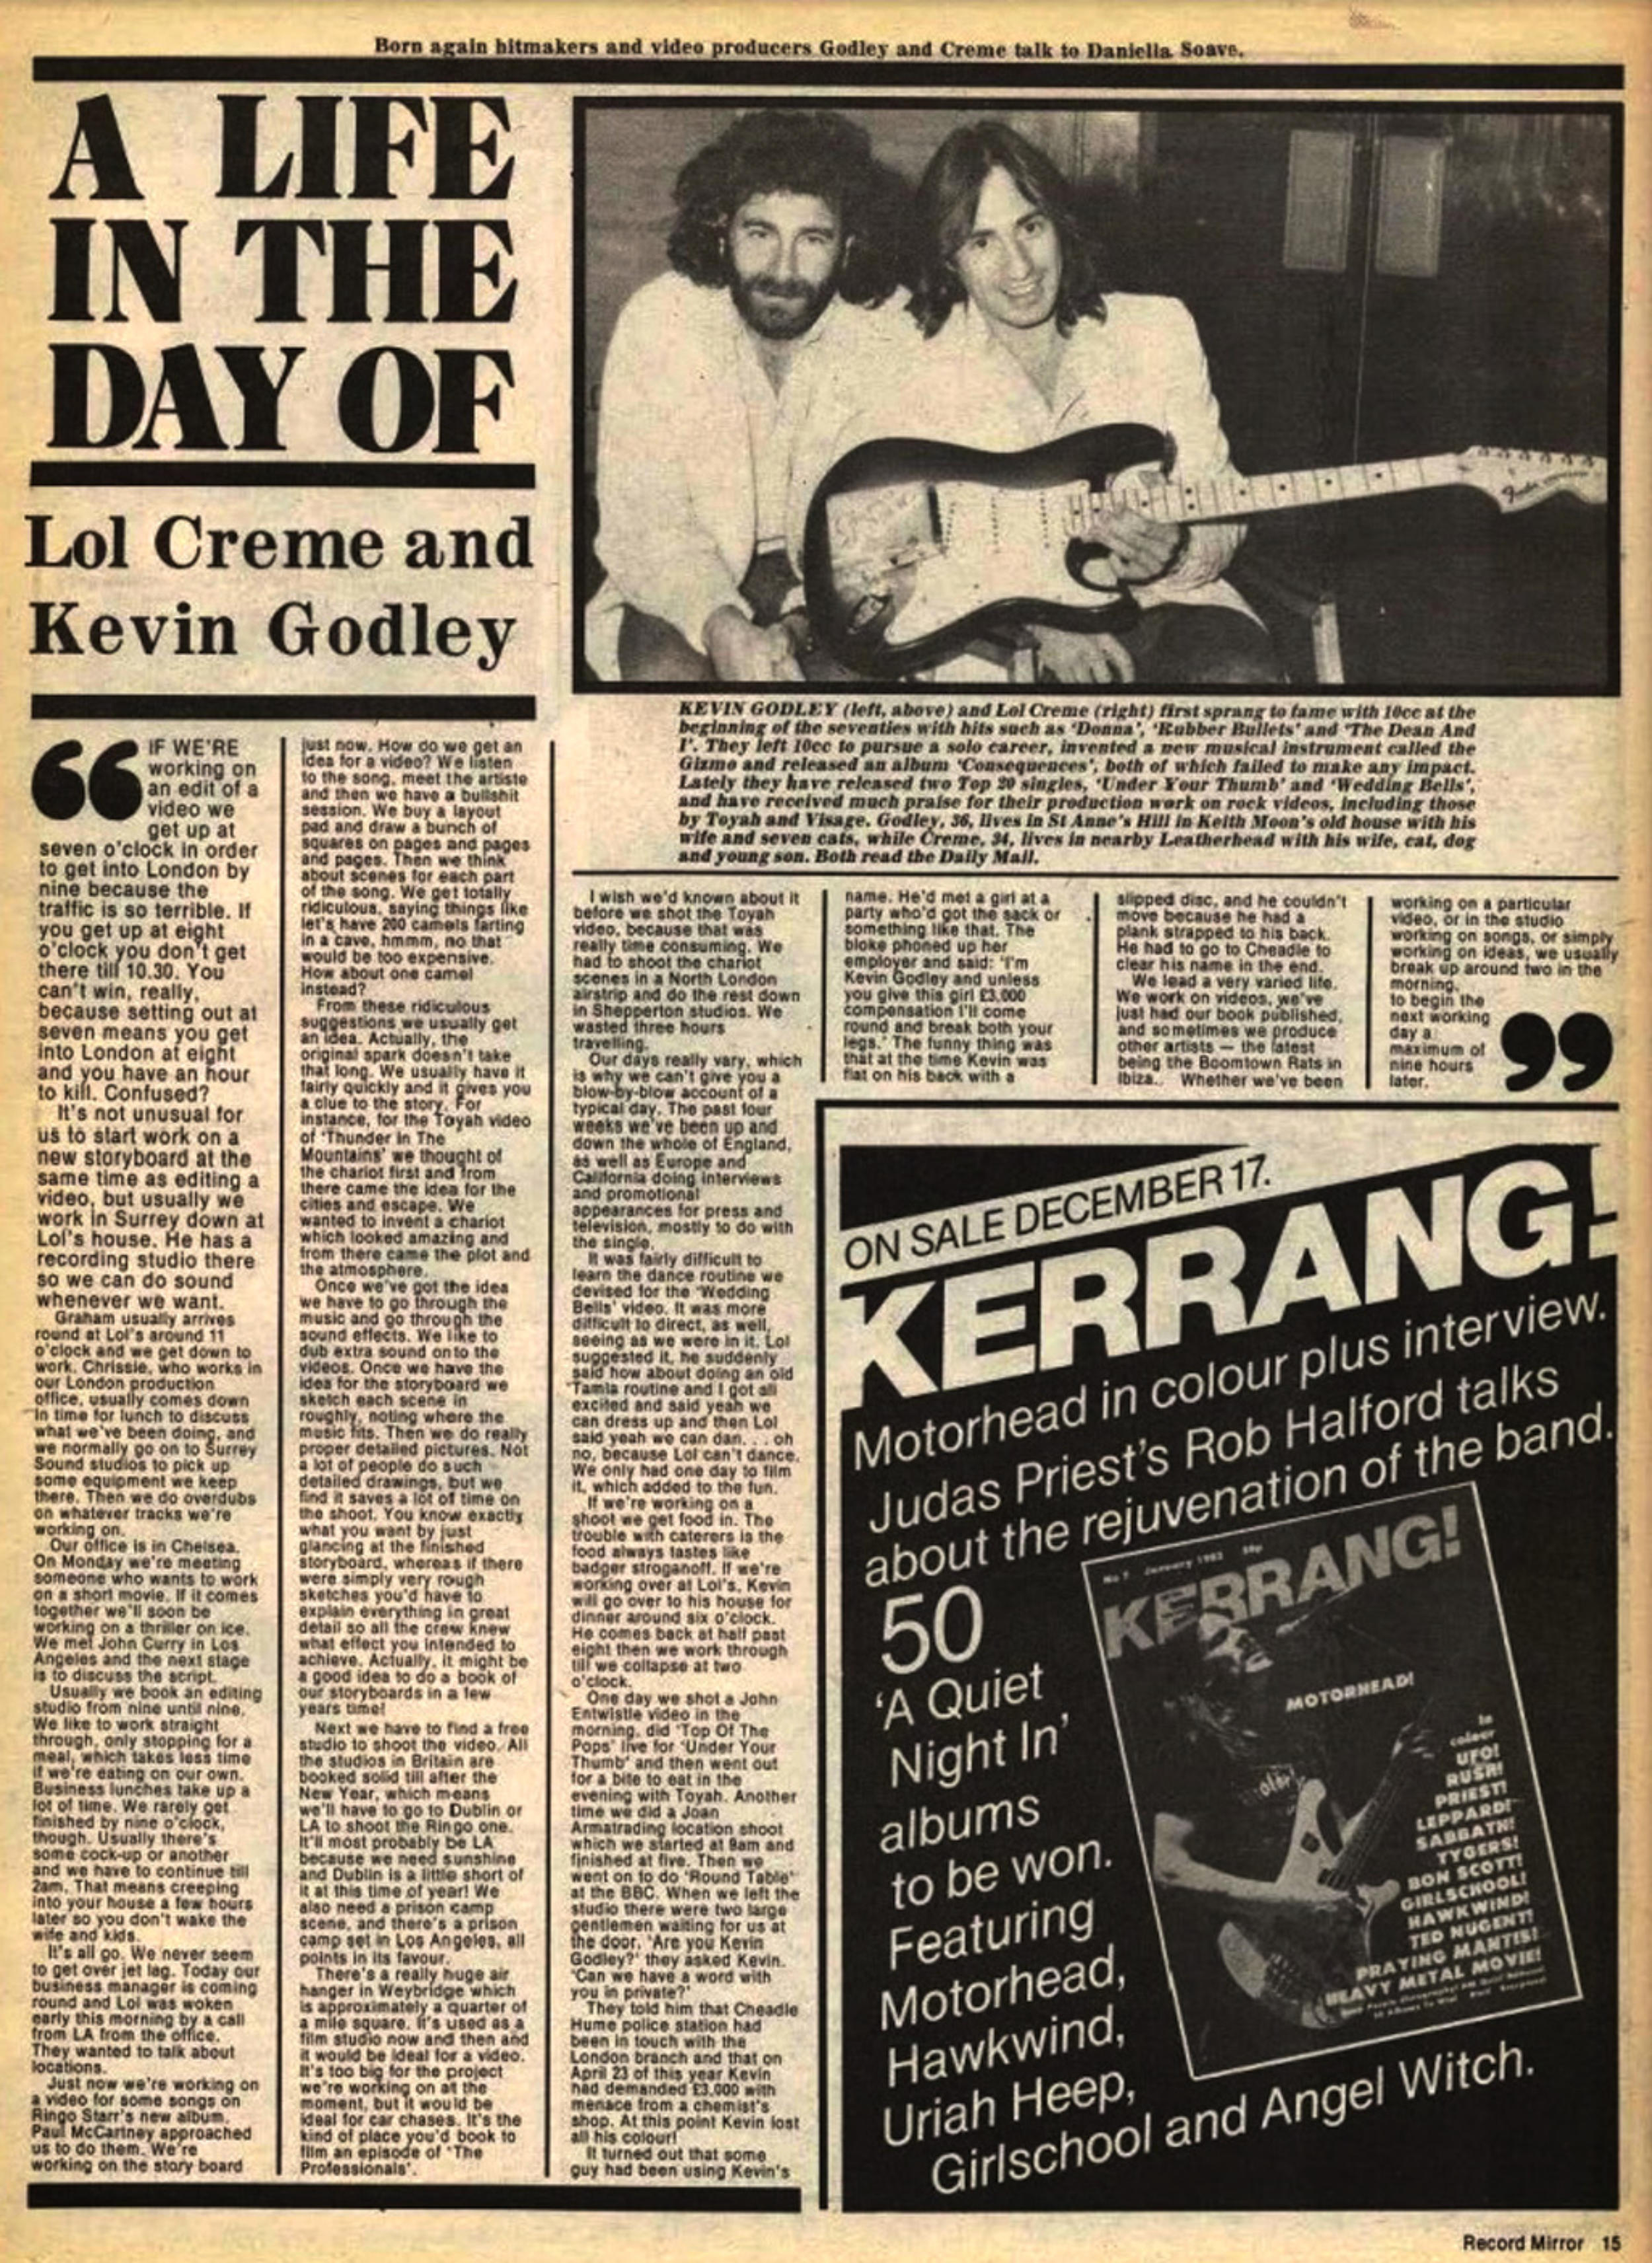 Born again hitmakers and video producers Godley and Creme talk to Daniella Soave.
A LIFE
IN THE
DAY OF
Lol Creme and
Kevin Godley
KEVIN GODLEY (left, above) and Lol Creme (right) first sprang to fame with 10cc at the
beginning of the seventies with hits such as 'Donna', 'Rubber Bullets' and 'The Dean And
I'. They left 10cc to pursue a solo career, invented a new musical instrument called the
Gizmo and released an album 'Consequences', both of which failed to make any impact.
Lately they have released two Top 20 singles, 'Under Your Thumb' and 'Wedding Bells',
and have received much praise for their production work on rock videos, including those
by Toyah and Visage. Godley, 36, lives in St Anne's Hill in Keith Moon's old house with his
wife and seven cats, while Creme, 34, lives in nearby Leatherhead with his wife, cat, dog
and young son. Both read the Daily Mail.
“ IF WE'RE
working on
an edit of a
video we
get up at
seven o'clock in order
to get into London by
nine because the
traffic is so terrible. If
you get up at eight
o'clock you don't get
there till 10.30. You
can't win, really,
because setting out at
seven means you get
into London at eight
and you have an hour
to kill. Confused?
It's not unusual for
us to start work on a
new storyboard at the
same time as editing a
video, but usually we
work in Surrey down at
Lol's house. He has a
recording studio there
so we can do sound
whenever we want.
Graham usually arrives
round at Lol's around 11
o'clock and we get down to
work. Chrissie, who works in
our London production
office, usually comes down
in time for lunch to discuss
what we've been doing, and
we normally go on to Surrey
Sound studios to pick up
some equipment we keep
there. Then we do overdubs
on whatever tracks we're
working on.
Our office is in Chelsea.
On Monday we're meeting
someone who wants to work
on a short movie. If it comes
together we'll soon be
working on a thriller on ice.
We met John Curry in Los
Angeles and the next stage
is to discuss the script.
Usually we book an editing
studio from nine until nine.
We like to work straight
through, only stopping for a
meal, which takes less time
if we're eating on our own.
Business lunches take up a
lot of time. We rarely get
finished by nine o'clock,
though. Usually there's
some cock-up or another
and we have to continue till
2am. That means creeping
into your house a few hours
later so you don't wake the
wife and kids.
It's all go. We never seem
to get over jet lag. Today our
business manager is coming
round and Lol was woken
early this morning by a call
from LA from the office.
They wanted to talk about
locations.
Just now we're working on
a video for some songs on
Ringo Starr's new album.
Paul McCartney approached
us to do them. We're
working on the story board
just now. How do we get an
idea for a video? We listen
to the song, meet the artiste
and then we have a bullshit
session. We buy a layout
pad and draw a bunch of
squares on pages and pages
and pages. Then we think
about scenes for each part
of the song. We get totally
ridiculous, saying things like
let's have 200 camels farting
in a cave, hmmm, no that
would be too expensive.
How about one camel
instead?
From these ridiculous
suggestions we usually get
an idea. Actually, the
original spark doesn't take
that long. We usually have it
fairly quickly and it gives you
a clue to the story. For
instance, for the Toyah video
of 'Thunder In The
Mountains' we thought of
the chariot first and from
there came the idea for the
cities and escape. We
wanted to invent a chariot
which looked amazing and
from there came the plot and
the atmosphere.
Once we've got the idea
we have to go through the
music and go through the
sound effects. We like to
dub extra sound onto the
videos. Once we have the
idea for the storyboard we
sketch each scene in
roughly, noting where the
music fits. Then we do really
proper detailed pictures. Not
a lot of people do such
detailed drawings, but we
find it saves a lot of time on
the shoot. You know exactly
what you want by just
glancing at the finished
storyboard, whereas if there
were simply very rough
sketches you'd have to
explain everything in great
detail so all the crew knew
what effect you intended to
achieve. Actually, it might be
a good idea to do a book of
our storyboards in a few
years time!
Next we have to find a free
studio to shoot the video. All
the studios in Britain are
booked solid till after the
New Year, which means
we'll have to go to Dublin or
LA to shoot the Ringo one.
It'll most probably be LA
because we need sunshine
and Dublin is a little short of
it at this time of year! We
also need a prison camp
scene, and there's a prison
camp set in Los Angeles, all
points in its favour.
There's a really huge air
hanger in Weybridge which
is approximately a quarter of
a mile square. It's used as a
film studio now and then and
it would be ideal for a video.
It's too big for the project
we're working on at the
moment, but it would be
ideal for car chases. It's the
kind of place you'd book to
film an episode of 'The
Professionals'.
I wish we'd known about it
before we shot the Toyah
video, because that was
really time consuming. We
had to shoot the chariot
scenes in a North London
airstrip and do the rest down
in Shepperton studios. We
wasted three hours
travelling.
Our days really vary, which
is why we can't give you a
blow-by-blow account of a
typical day. The past four
weeks we've been up and
down the whole of England,
as well as Europe and
California doing interviews
and promotional
appearances for press and
television, mostly to do with
the single.
It was fairly difficult to
learn the dance routine we
devised for the 'Wedding
Bells' video. It was more
difficult to direct, as well,
seeing as we were in it. Lol
suggested it, he suddenly
said how about doing an old
Tamla routine and I got all
excited and said yeah we
can dress up and then Lol
said yeah we can dan. . . oh
no, because Lol can't dance.
We only had one day to film
it, which added to the fun.
If we're working on a
shoot we get food in. The
trouble with caterers is the
food always tastes like
badger stroganoff. If we're
working over at Lol's, Kevin
will go over to his house for
dinner around six o'clock.
He comes back at half past
eight then we work through
till we collapse at two
o'clock.
One day we shot a John
Entwistle video in the
morning, did 'Top Of The
Pops' live for 'Under Your
Thumb' and then went out
for a bite to eat in the
evening with Toyah. Another
time we did a Joan
Armatrading location shoot
which we started at 9am and
finished at five. Then we
went on to do 'Round Table'
at the BBC. When we left the
studio there were two large
gentlemen waiting for us at
the door. 'Are you Kevin
Godley?' they asked Kevin.
'Can we have a word with
you in private?'
They told him that Cheadle
Hume police station had
been in touch with the
London branch and that on
April 23 of this year Kevin
had demanded £3,000 with
menace from a chemist's
shop. At this point Kevin lost
all his colour!
It turned out that some
guy had been using Kevin's
name. He'd met a girl at a
party who'd got the sack or
something like that. The
bloke phoned up her
employer and said: 'I'm
Kevin Godley and unless
you give this girl £3,000
compensation I'll come
round and break both your
legs.' The funny thing was
that at the time Kevin was
flat on his back with a
slipped disc, and he couldn't
move because he had a
plank strapped to his back.
He had to go to Cheadle to
clear his name in the end.
We lead a very varied life.
We work on videos, we've
just had our book published,
and sometimes we produce
other artists — the latest
being the Boomtown Rats in
Ibiza.. Whether we've been
working on a particular
video, or in the studio
working on songs, or simply
working on ideas, we usually
break up around two in the
morning,
to begin the
next working
day a
maximum of
nine hours
later. ”
ON SALE DECEMBER 17.
KERRANG!
Motorhead in colour plus interview.
Judas Priest's Rob Halford talks
about the rejuvenation of the band.
50
'A Quiet
Night In'
albums
to be won.
Featuring
Motorhead,
Hawkwind,
Uriah Heep,
Girlschool and Angel Witch.
January 1982
KERRANG!
MOTORHEAD!
In
colour
UFO!
RUSH!
PRIEST!
LEPPARD!
SABBATH!
TYGERS!
BON SCOTT!
GIRLSCHOOL!
HAWKWIND!
TED NUGENT!
PRAYING MANTIS!
HEAVY METAL MOVIE!
Fender
Record Mirror 15